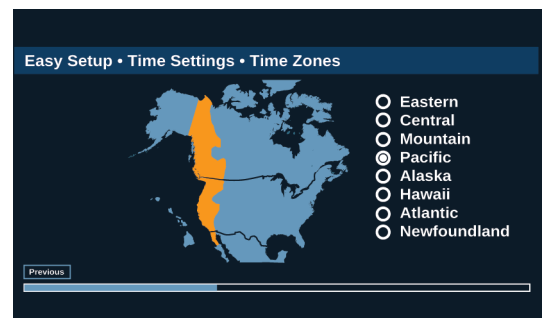 Easy Setup • Time Settings • Time Zones
Eastern
Central
Mountain
Pacific
Alaska
Hawaii
Atlantic
Newfoundland
Previous